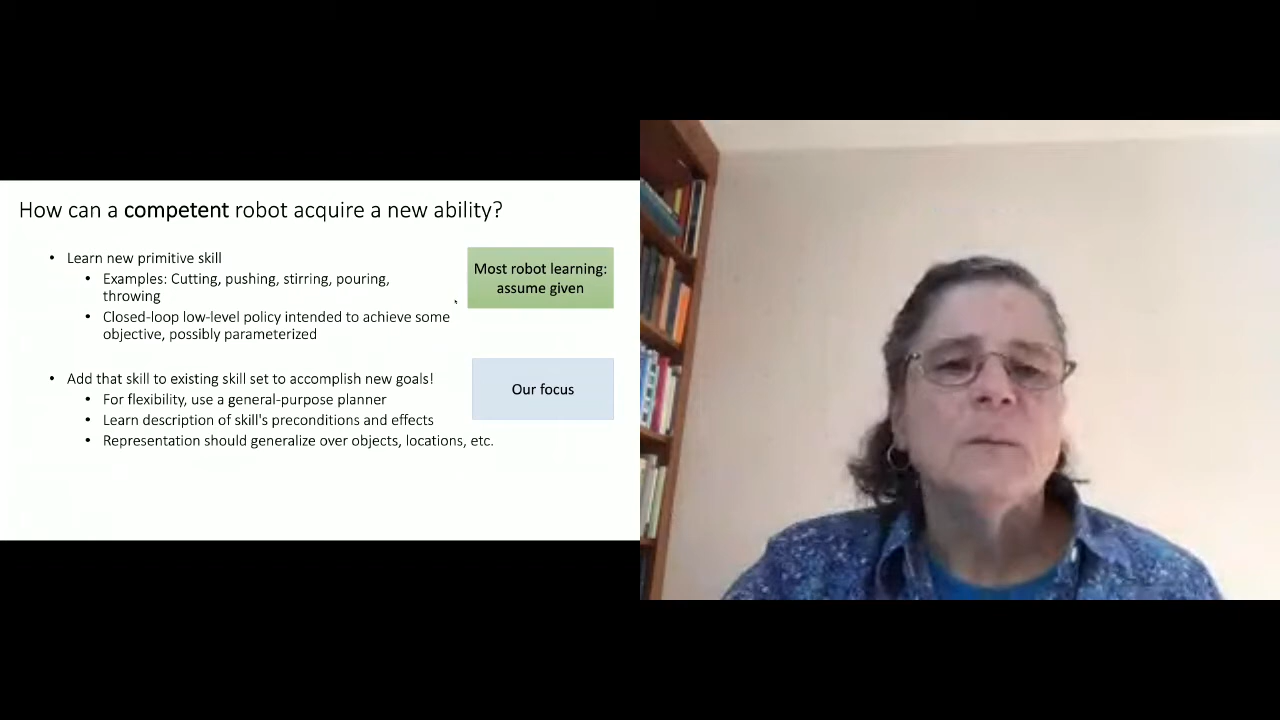 How can a competent robot acquire a new ability?
• Learn new primitive skill
• Examples: Cutting, pushing, stirring, pouring,
throwing
• Closed-loop low-level policy intended to achieve some
objective, possibly parameterized
Most robot learning:
assume given
• Add that skill to existing skill set to accomplish new goals!
• For flexibility, use a general-purpose planner
• Learn description of skill's preconditions and effects
• Representation should generalize over objects, locations, etc.
Our focus